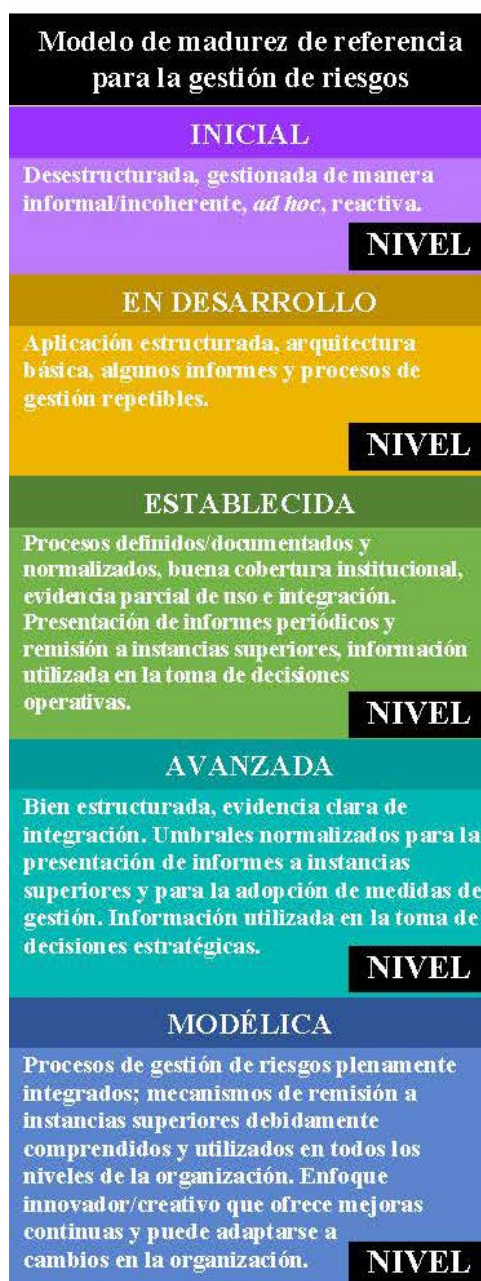 Modelo de madurez de referencia
para la gestión de riesgos
INICIAL
Desestructurada, gestionada de manera
informal/incoherente, ad hoc, reactiva.
NIVEL
EN DESARROLLO
Aplicación estructurada, arquitectura
básica, algunos informes y procesos de
gestión repetibles.
NIVEL
ESTABLECIDA
Procesos definidos/documentados y
normalizados, buena cobertura institucional,
evidencia parcial de uso e integración.
Presentación de informes periódicos y
remisión a instancias superiores, información
utilizada en la toma de decisiones
operativas.
NIVEL
AVANZADA
Bien estructurada, evidencia clara de
integración. Umbrales normalizados para la
presentación de informes a instancias
superiores y para la adopción de medidas de
gestión. Información utilizada en la toma de
decisiones estratégicas.
NIVEL
MODÉLICA
Procesos de gestión de riesgos plenamente
integrados; mecanismos de remisión a
instancias superiores debidamente
comprendidos y utilizados en todos los
niveles de la organización. Enfoque
innovador/creativo que ofrece mejoras
continuas y puede adaptarse a
cambios en la organización.
NIVEL